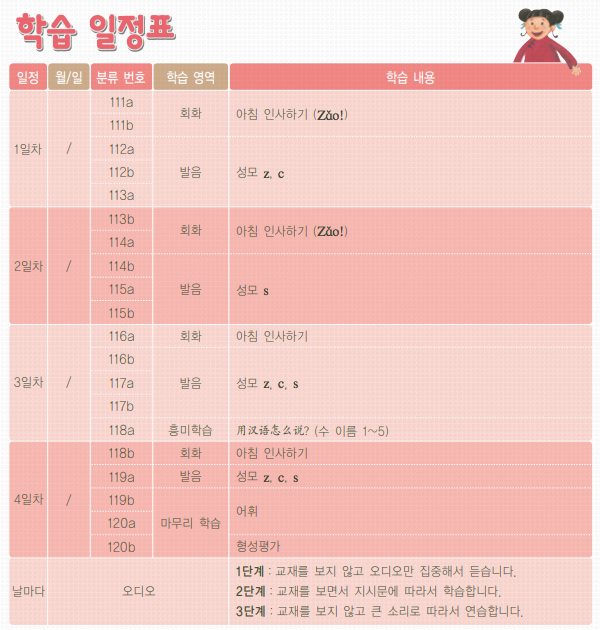 학습 일정표
일정 월/일 분류 번호 학습 영역 학습 내용
1일차 /
111a
111b
회화 아침 인사하기 (Zǎo!)
112a
112b
113a
발음 성모 z, c
2일차 /
113b
114a
회화 아침 인사하기 (Zǎo!)
114b
115a
115b
발음 성모 s
3일차 /
116a 회화 아침 인사하기
116b
117a
117b
발음 성모 z, c, s
118a 흥미학습 用汉语怎么说? (수 이름 1~5)
4일차 /
118b 회화 아침 인사하기
119a 발음 성모 z, c, s
119b
120a
120b
마무리 학습
어휘
형성평가
날마다 오디오
1단계 : 교재를 보지 않고 오디오만 집중해서 듣습니다.
2단계 : 교재를 보면서 지시문에 따라서 학습합니다.
3단계 : 교재를 보지 않고 큰 소리로 따라서 연습합니다.